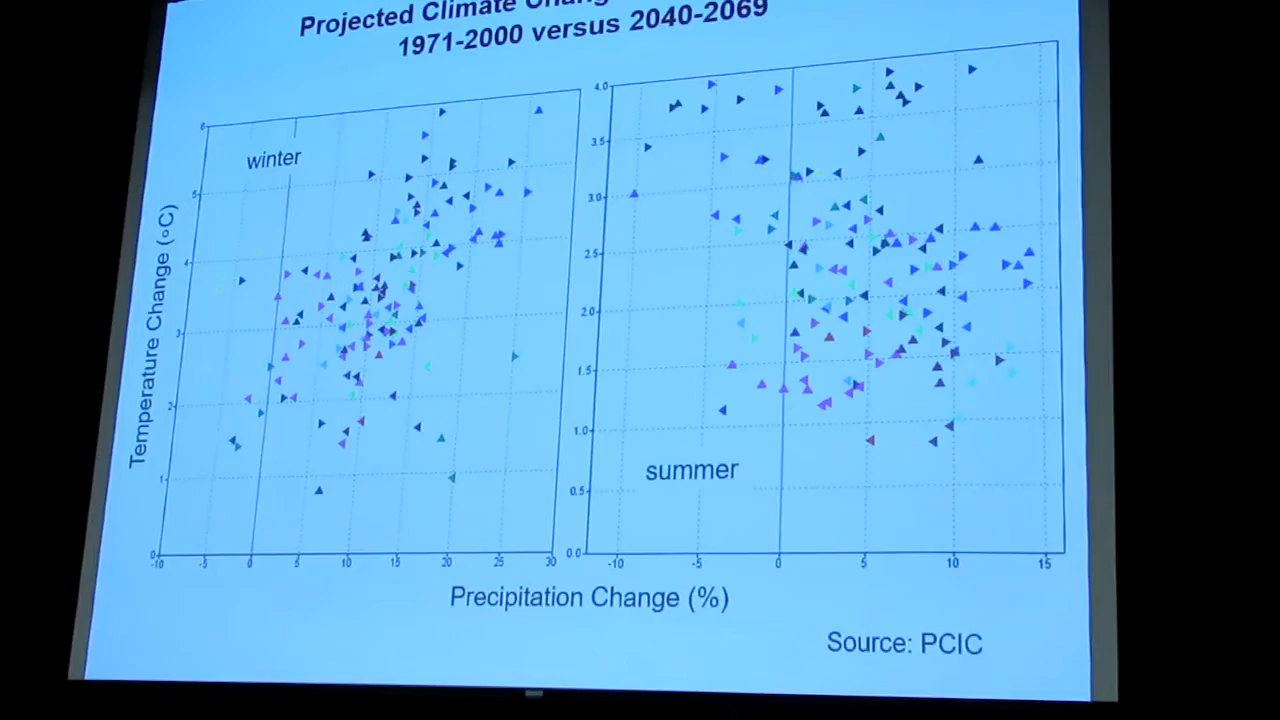 Projected Climate Chang
1971-2000 versus 2040-2069
winter
6
5
4
3
2
1
0
-10 -5 0 5 10 15 20 25 30
Temperature Change (°C)
4.0
3.5
3.0
2.5
2.0
1.5
1.0
0.5
0.0
summer
-10 -5 0 5 10 15
Precipitation Change (%)
Source: PCIC